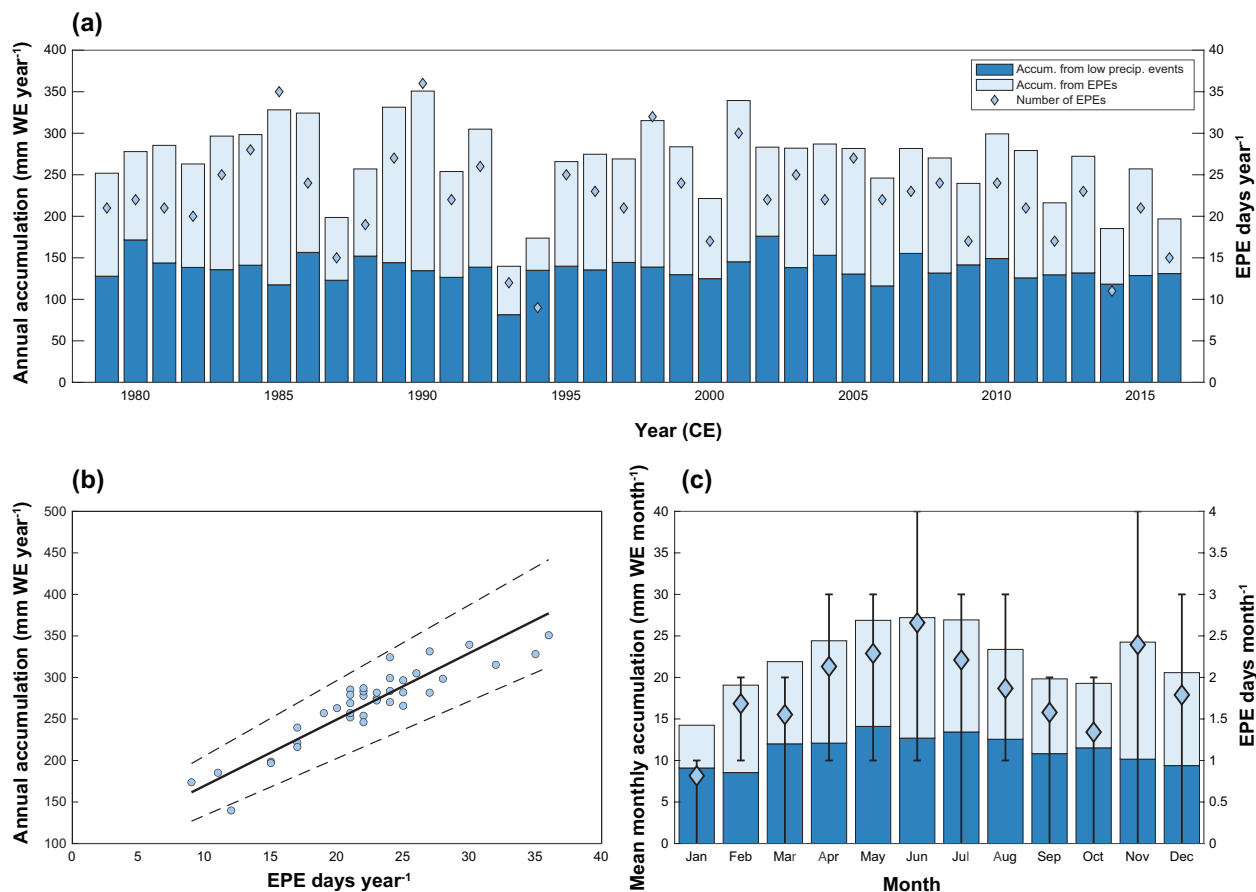 (a)
Annual accumulation (mm WE year⁻¹)
400
350
300
250
200
150
100
50
0
40
35
30
25
20
15
10
5
0
EPE days year⁻¹
Accum. from low precip. events
Accum. from EPEs
Number of EPEs
1980 1985 1990 1995 2000 2005 2010 2015
Year (CE)
(b)
Annual accumulation (mm WE year⁻¹)
500
450
400
350
300
250
200
150
100
0 5 10 15 20 25 30 35 40
EPE days year⁻¹
(c)
Mean monthly accumulation (mm WE month⁻¹)
40
35
30
25
20
15
10
5
0
4
3.5
3
2.5
2
1.5
1
0.5
0
EPE days month⁻¹
Jan Feb Mar Apr May Jun Jul Aug Sep Oct Nov Dec
Month